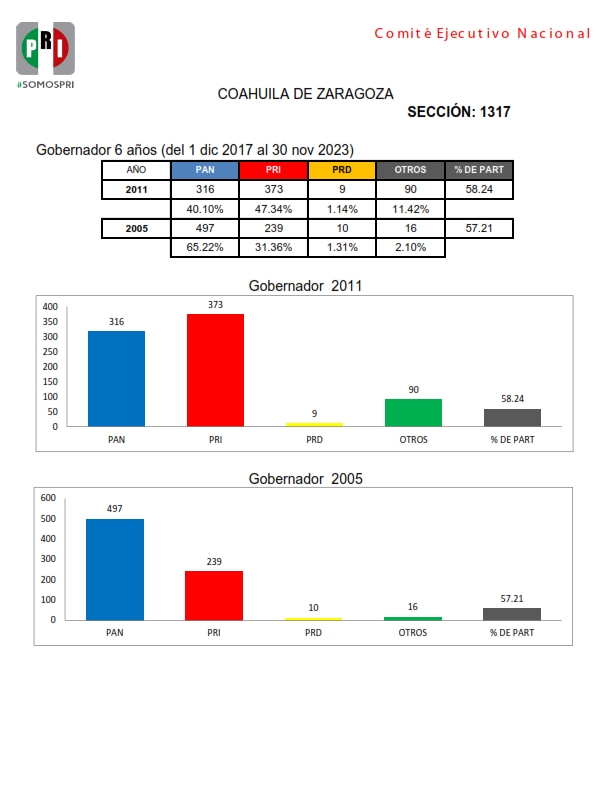 Comité Ejecutivo Nacional
PRI
#SOMOSPRI
COAHUILA DE ZARAGOZA
SECCIÓN: 1317
Gobernador 6 años (del 1 dic 2017 al 30 nov 2023)
AÑO PAN PRI PRD OTROS % DE PART
2011 316 373 9 90 58.24
40.10% 47.34% 1.14% 11.42%
2005 497 239 10 16 57.21
65.22% 31.36% 1.31% 2.10%
Gobernador 2011
400
350
300
250
200
150
100
50
0
316
373
9
90
58.24
PAN PRI PRD OTROS % DE PART
Gobernador 2005
600
500
400
300
200
100
0
497
239
10
16
57.21
PAN PRI PRD OTROS % DE PART